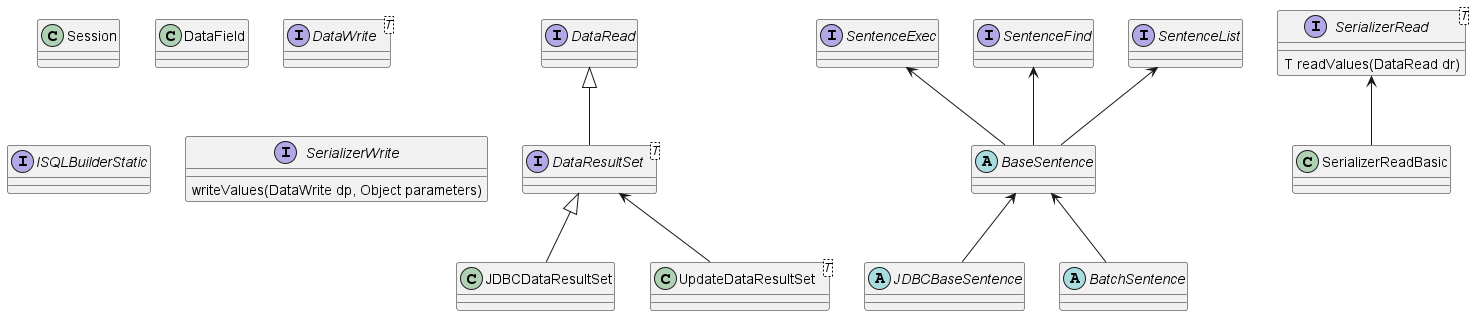 C Session
C DataField
I DataWrite T
I DataRead
I SentenceExec
I SentenceFind
I SentenceList
I SerializerRead T
T readValues(DataRead dr)
I ISQLBuilderStatic
I SerializerWrite
writeValues(DataWrite dp, Object parameters)
I DataResultSet T
A BaseSentence
C SerializerReadBasic
C JDBCDataResultSet
C UpdateDataResultSet T
A JDBCBaseSentence
A BatchSentence